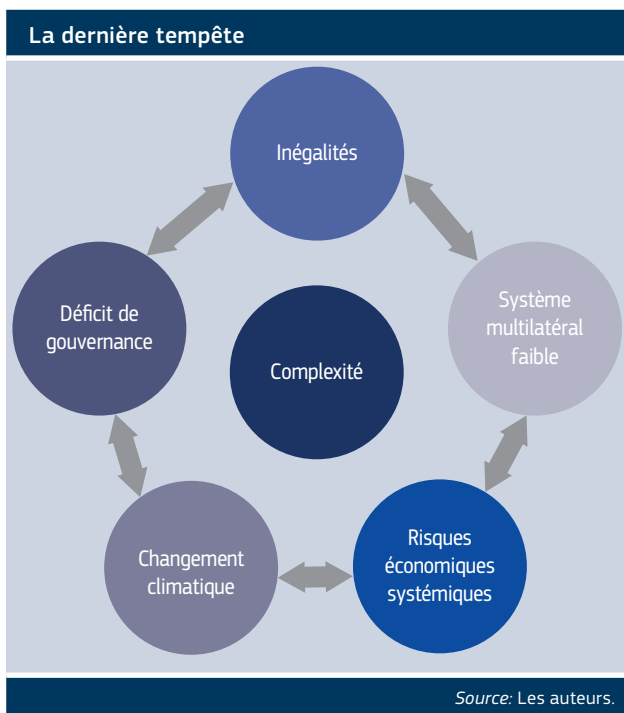 La dernière tempête
Inégalités
Déficit de
gouvernance
Système
multilatéral
faible
Complexité
Changement
climatique
Risques
économiques
systémiques
Source: Les auteurs.